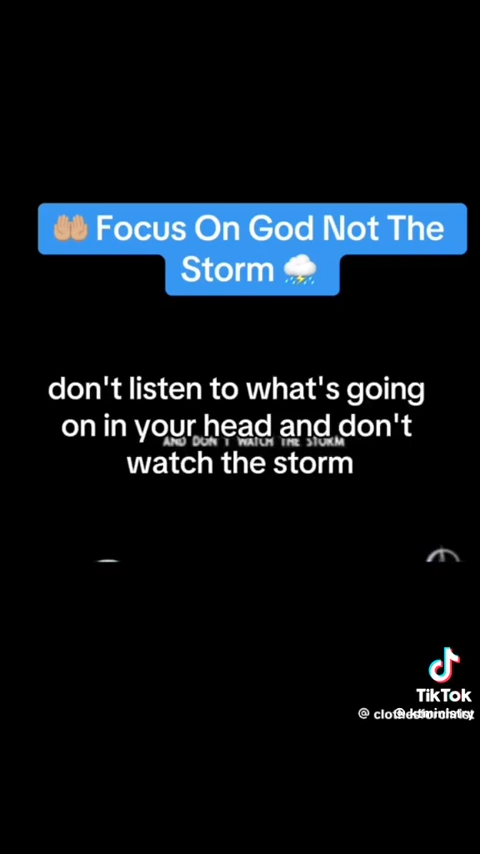 🤲🏼 Focus On God Not The
Storm ⛈️
don't listen to what's going
on in your head and don't
AND DON'T WATCH THE STORM
watch the storm
TikTok